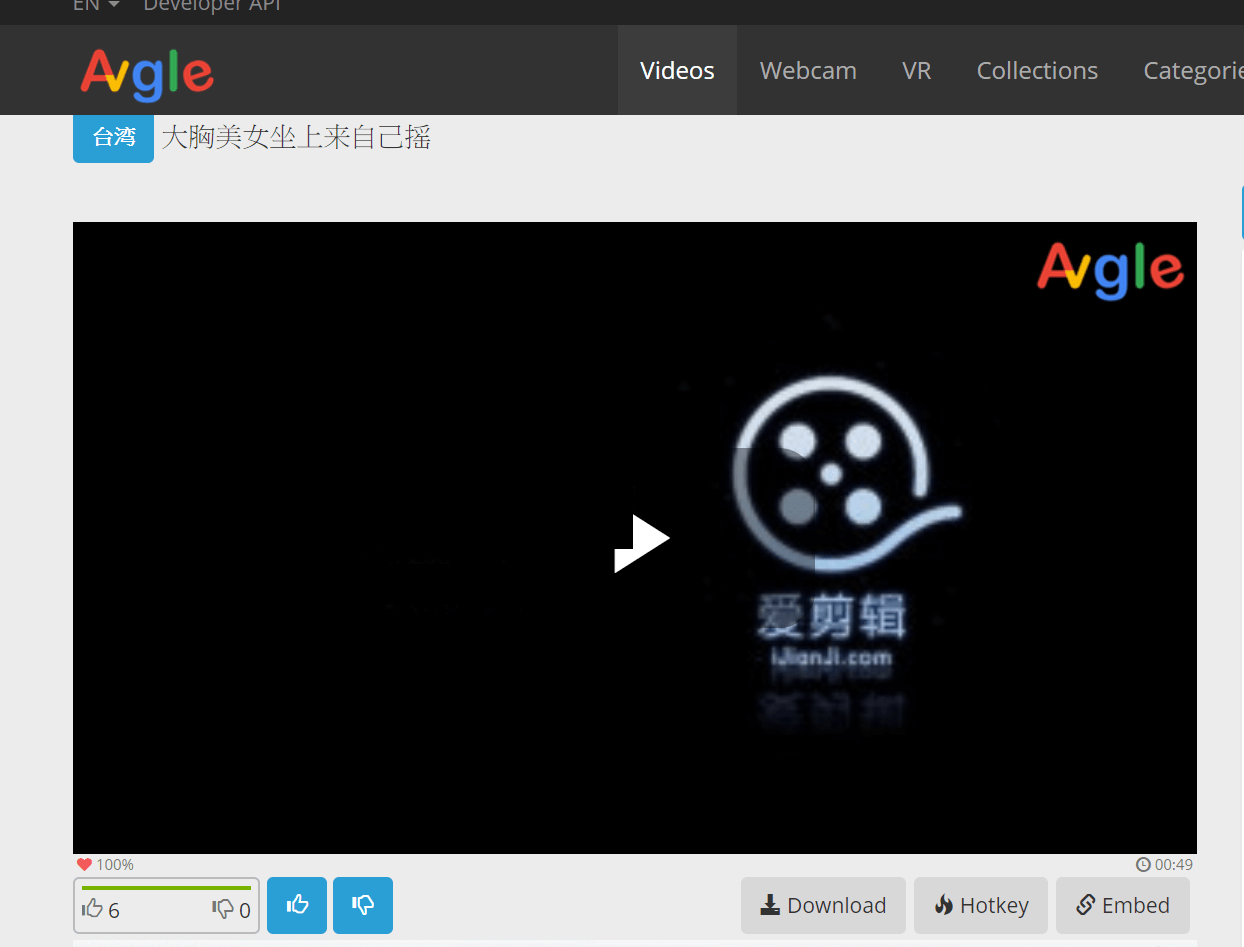 EN Developer API
Avgle Videos Webcam VR Collections Categorie
台湾 大胸美女坐上来自己摇
Avgle
爱剪辑
iJianJi.com
100% 00:49
6 0 Download Hotkey Embed